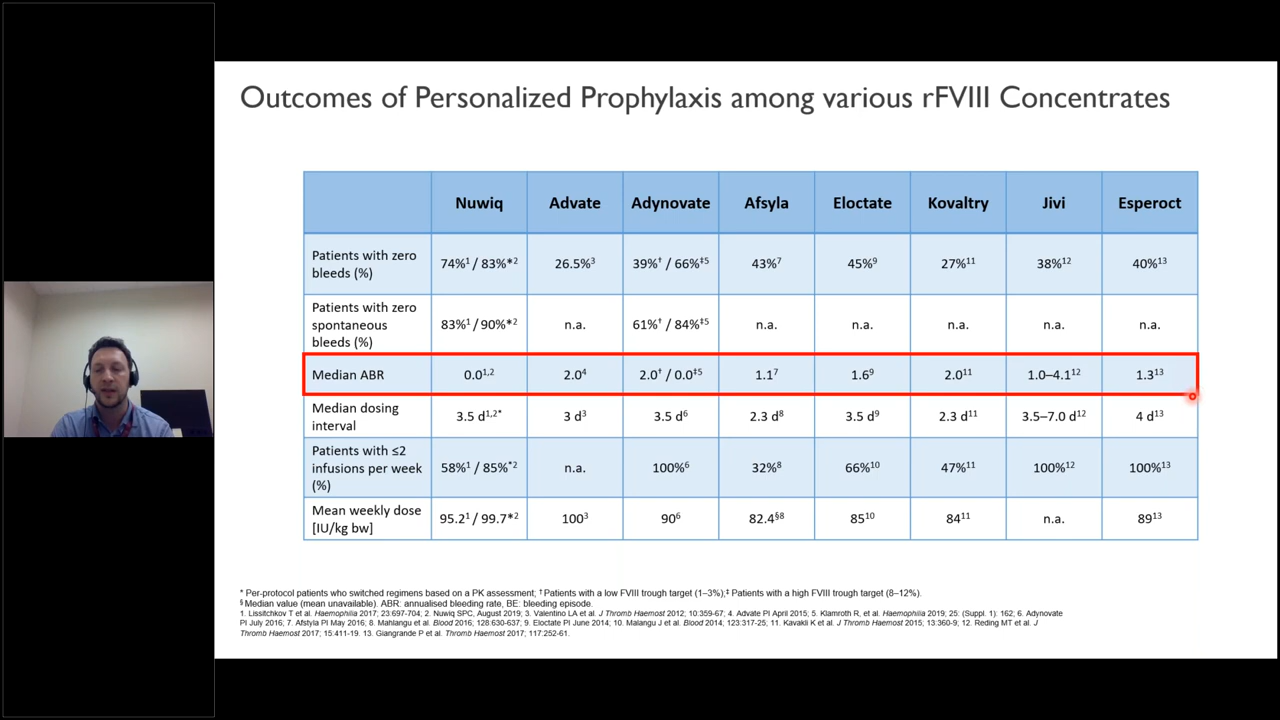 Outcomes of Personalized Prophylaxis among various rFVIII Concentrates
Nuwiq Advate Adynovate Afsyla Eloctate Kovaltry Jivi Esperoct
Patients with zero bleeds (%) 74%¹ / 83%*² 26.5%³ 39%† / 66%‡⁵ 43%⁷ 45%⁹ 27%¹¹ 38%¹² 40%¹³
Patients with zero spontaneous bleeds (%) 83%¹ / 90%*² n.a. 61%† / 84%‡⁵ n.a. n.a. n.a. n.a. n.a.
Median ABR 0.0¹,² 2.0⁴ 2.0† / 0.0‡⁵ 1.1⁷ 1.6⁹ 2.0¹¹ 1.0–4.1¹² 1.3¹³
Median dosing interval 3.5 d¹,²* 3 d³ 3.5 d⁶ 2.3 d⁸ 3.5 d⁹ 2.3 d¹¹ 3.5–7.0 d¹² 4 d¹³
Patients with ≤2 infusions per week (%) 58%¹ / 85%*² n.a. 100%⁶ 32%⁸ 66%¹⁰ 47%¹¹ 100%¹² 100%¹³
Mean weekly dose [IU/kg bw] 95.2¹ / 99.7*² 100³ 90⁶ 82.4§⁸ 85¹⁰ 84¹¹ n.a. 89¹³
* Per-protocol patients who switched regimens based on a PK assessment; † Patients with a low FVIII trough target (1–3%);‡ Patients with a high FVIII trough target (8–12%).
§ Median value (mean unavailable). ABR: annualised bleeding rate, BE: bleeding episode.
1. Lissitchkov T et al. Haemophilia 2017; 23:697-704; 2. Nuwiq SPC, August 2019; 3. Valentino LA et al. J Thromb Haemost 2012; 10:359-67; 4. Advate PI April 2015; 5. Klamroth R, et al. Haemophilia 2019; 25: (Suppl. 1): 162; 6. Adynovate
PI July 2016; 7. Afstyla PI May 2016; 8. Mahlangu et al. Blood 2016; 128:630-637; 9. Eloctate PI June 2014; 10. Malangu J et al. Blood 2014; 123:317-25; 11. Kavakli K et al. J Thromb Haemost 2015; 13:360-9; 12. Reding MT et al. J
Thromb Haemost 2017; 15:411-19. 13. Giangrande P et al. Thromb Haemost 2017; 117:252-61.